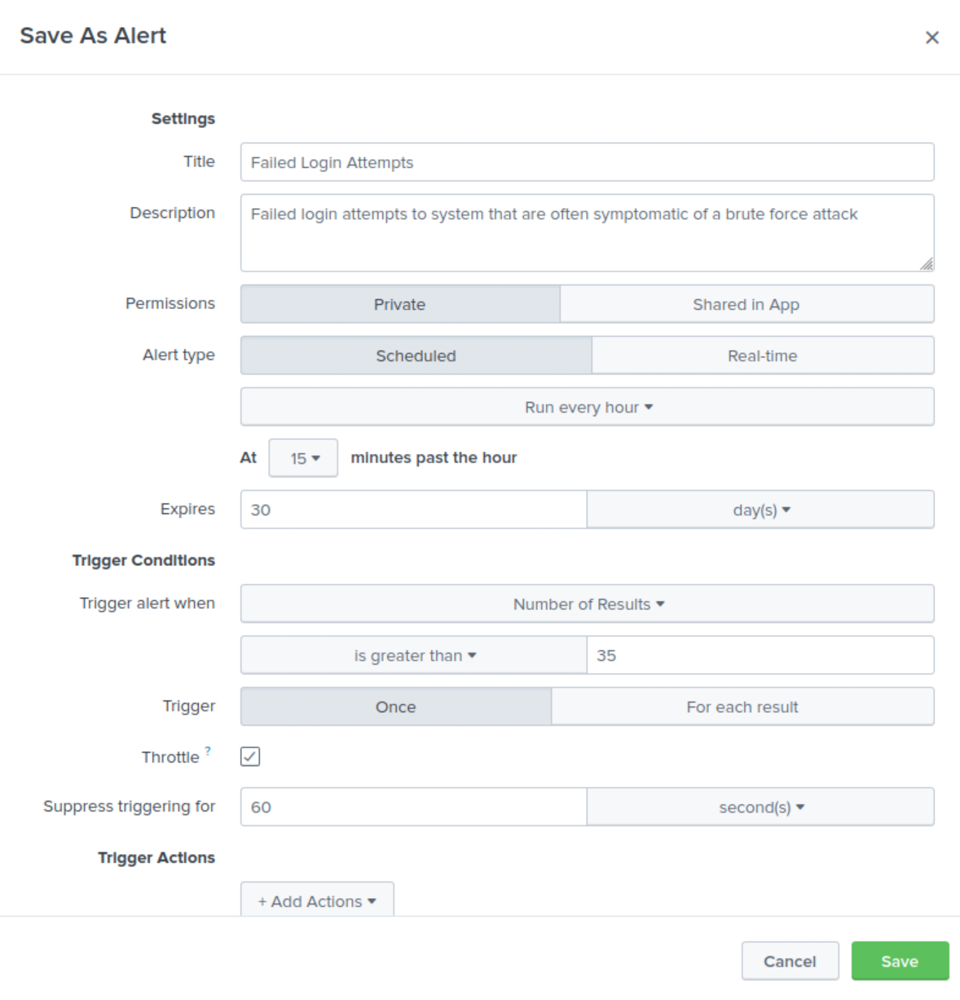 Save As Alert ×
Settings
Title Failed Login Attempts
Description Failed login attempts to system that are often symptomatic of a brute force attack
Permissions Private Shared in App
Alert type Scheduled Real-time
Run every hour
At 15 minutes past the hour
Expires 30 day(s)
Trigger Conditions
Trigger alert when Number of Results
is greater than 35
Trigger Once For each result
Throttle ?
Suppress triggering for 60 second(s)
Trigger Actions
+ Add Actions
Cancel Save